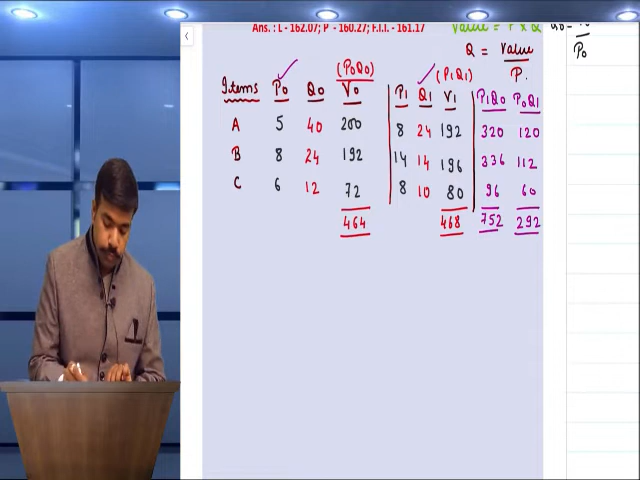 Ans. : L - 162.07; P - 160.27; F.I.I. - 161.17
Value = P x Q
Q = Value / P.
P0
(P0Q0) (P1Q1)
Items P0 Q0 V0 P1 Q1 V1 P1Q0 P0Q1
A 5 40 200 8 24 192 320 120
B 8 24 192 14 14 196 336 112
C 6 12 72 8 10 80 96 60
464 468 752 292